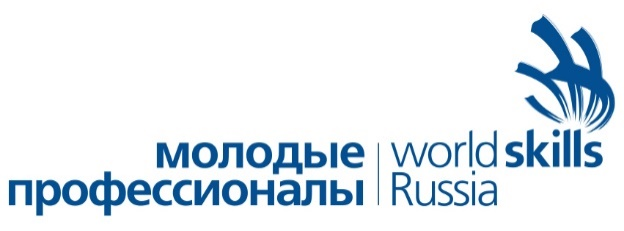 молодые
профессионалы
world skills
Russia